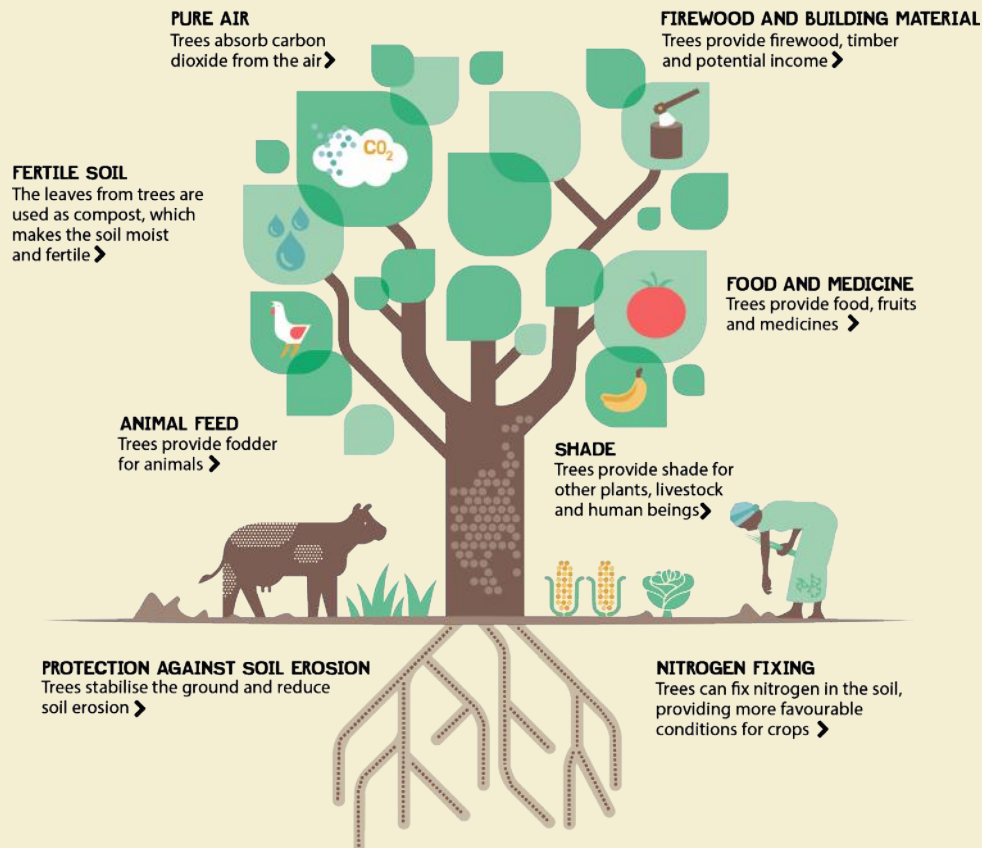 PURE AIR
Trees absorb carbon
dioxide from the air
FIREWOOD AND BUILDING MATERIAL
Trees provide firewood, timber
and potential income
CO2
FERTILE SOIL
The leaves from trees are
used as compost, which
makes the soil moist
and fertile
FOOD AND MEDICINE
Trees provide food, fruits
and medicines
ANIMAL FEED
Trees provide fodder
for animals
SHADE
Trees provide shade for
other plants, livestock
and human beings
PROTECTION AGAINST SOIL EROSION
Trees stabilise the ground and reduce
soil erosion
NITROGEN FIXING
Trees can fix nitrogen in the soil,
providing more favourable
conditions for crops